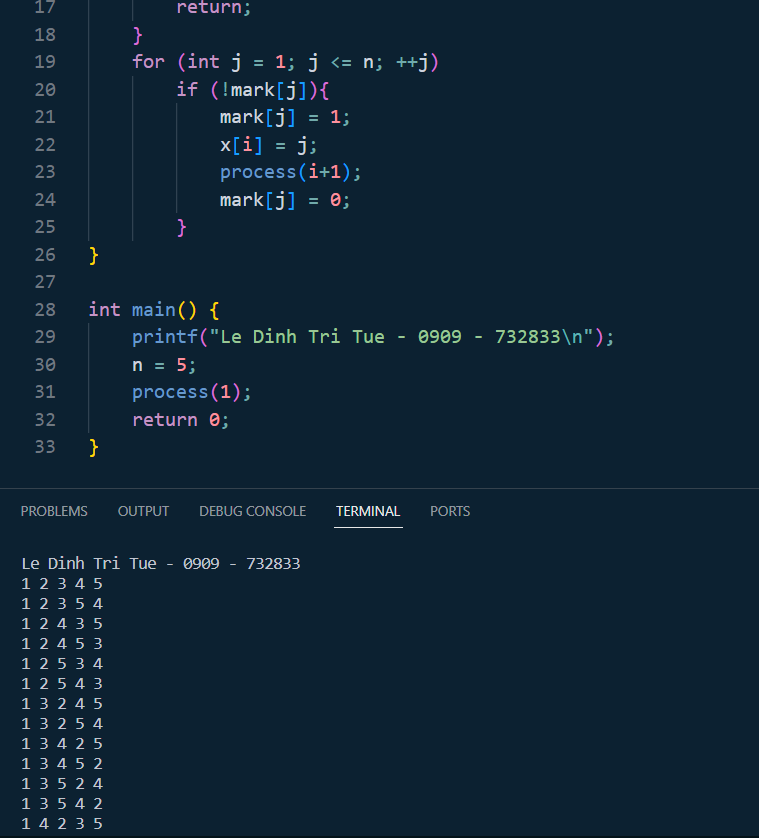 17 return;
18 }
19 for (int j = 1; j <= n; ++j)
20 if (!mark[j]){
21 mark[j] = 1;
22 x[i] = j;
23 process(i+1);
24 mark[j] = 0;
25 }
26 }
27
28 int main() {
29 printf("Le Dinh Tri Tue - 0909 - 732833\n");
30 n = 5;
31 process(1);
32 return 0;
33 }
PROBLEMS OUTPUT DEBUG CONSOLE TERMINAL PORTS
Le Dinh Tri Tue - 0909 - 732833
1 2 3 4 5
1 2 3 5 4
1 2 4 3 5
1 2 4 5 3
1 2 5 3 4
1 2 5 4 3
1 3 2 4 5
1 3 2 5 4
1 3 4 2 5
1 3 4 5 2
1 3 5 2 4
1 3 5 4 2
1 4 2 3 5